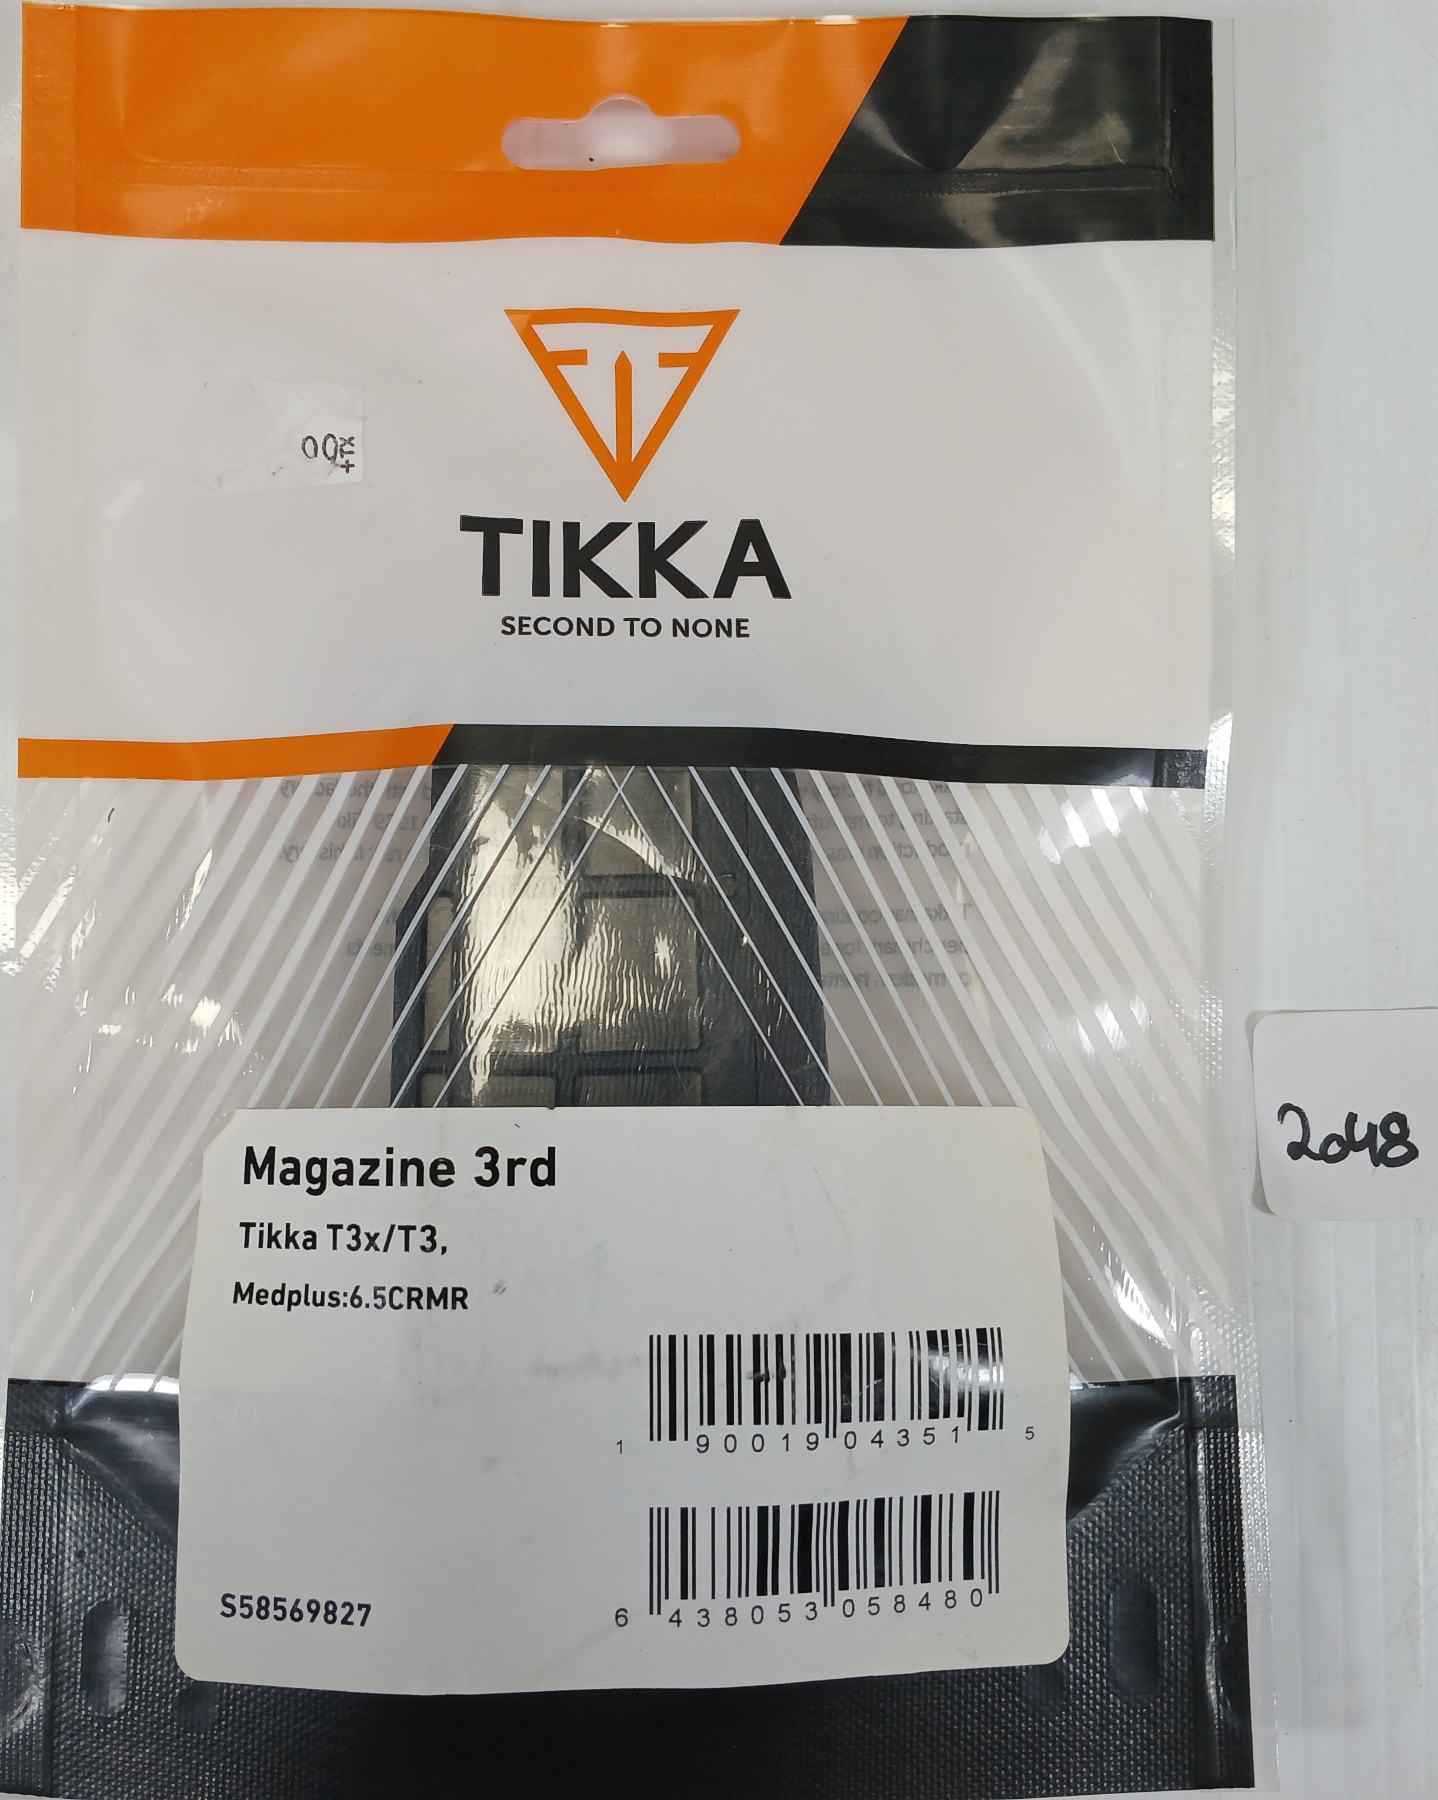 TIKKA
SECOND TO NONE
Magazine 3rd
Tikka T3x/T3,
Medplus:6.5CRMR
1 90019 04351 5
6 438053 058480
S58569827
2048